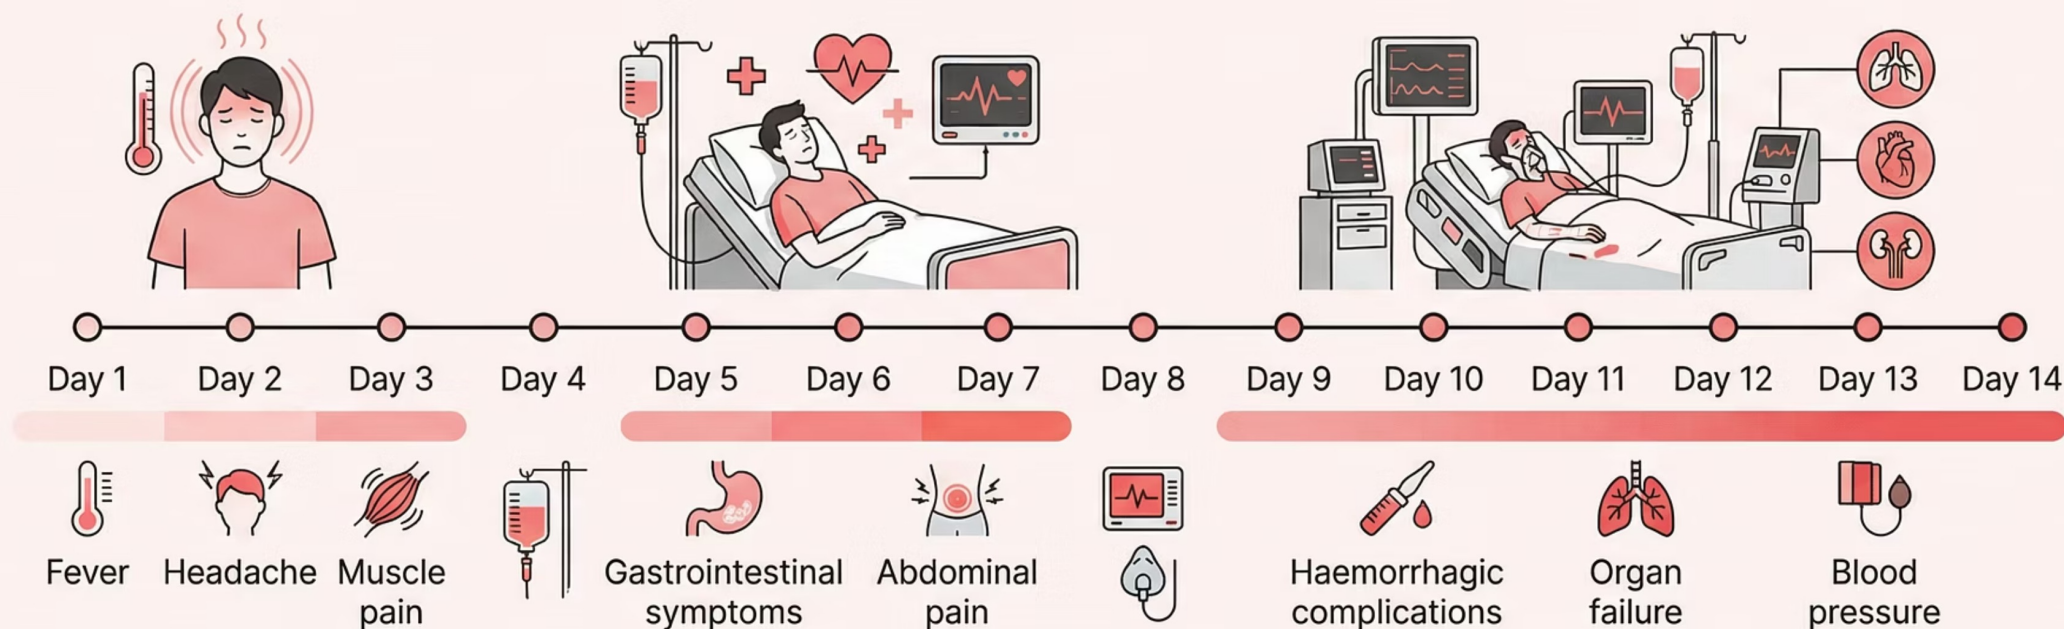 Day 1
Day 2
Day 3
Day 4
Day 5
Day 6
Day 7
Day 8
Day 9
Day 10
Day 11
Day 12
Day 13
Day 14
Fever
Headache
Muscle
pain
Gastrointestinal
symptoms
Abdominal
pain
Haemorrhagic
complications
Organ
failure
Blood
pressure